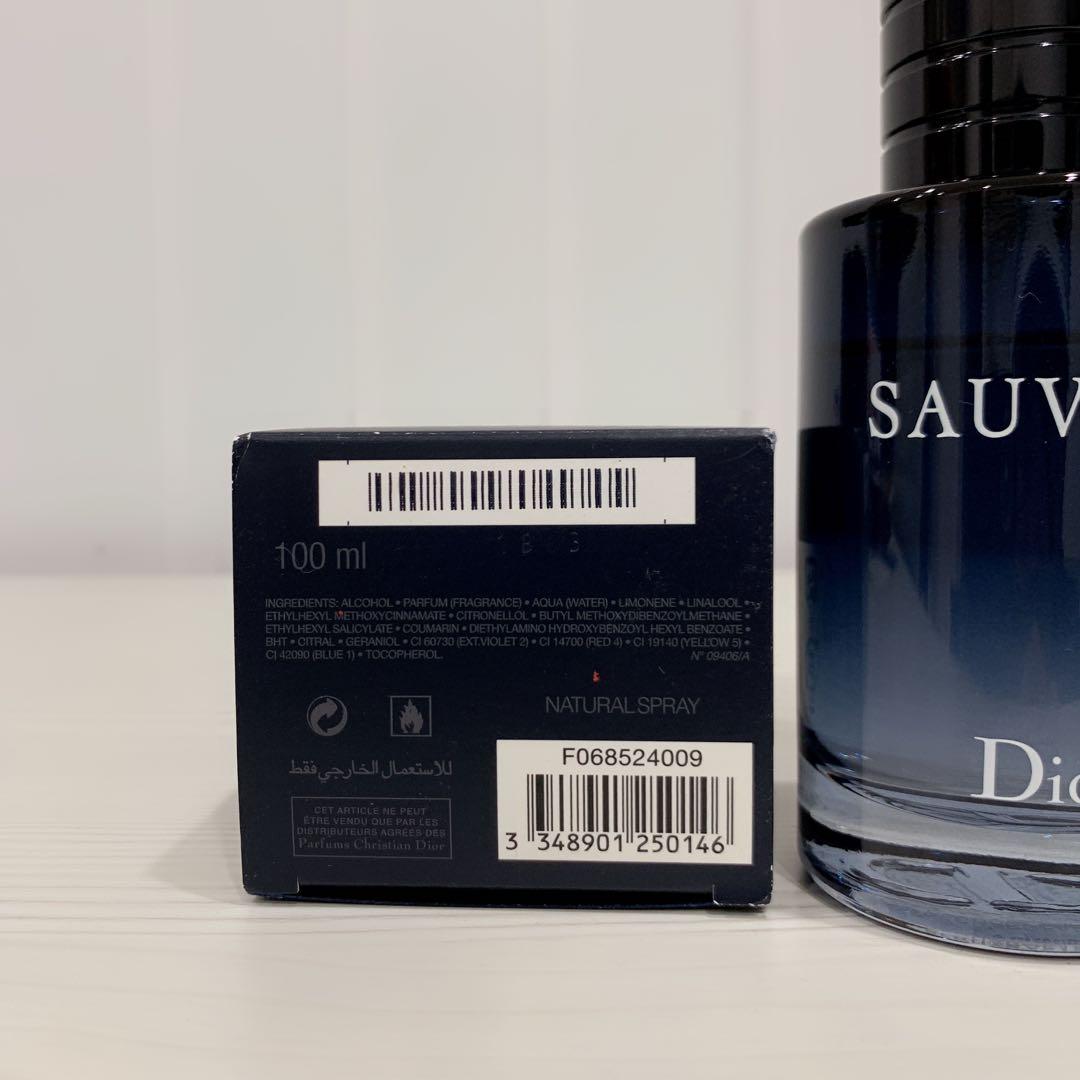 SAUV
Dio
100 ml
INGREDIENTS: ALCOHOL • PARFUM (FRAGRANCE) • AQUA (WATER) • LIMONENE • LINALOOL •
ETHYLHEXYL METHOXYCINNAMATE • CITRONELLOL • BUTYL METHOXYDIBENZOYLMETHANE •
ETHYLHEXYL SALICYLATE • COUMARIN • DIETHYLAMINO HYDROXYBENZOYL HEXYL BENZOATE •
BHT • CITRAL • GERANIOL • CI 60730 (EXT.VIOLET 2) • CI 14700 (RED 4) • CI 19140 (YELLOW 5) •
CI 42090 (BLUE 1) • TOCOPHEROL.
N° 09406/A
NATURAL SPRAY
للاستعمال الخارجي فقط
CET ARTICLE NE PEUT
ÊTRE VENDU QUE PAR LES
DISTRIBUTEURS AGRÉÉS DES
Parfums Christian Dior
F068524009
3 348901 250146